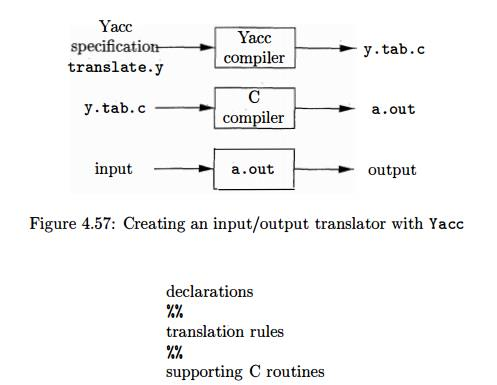 Yacc
specification
translate.y
Yacc
compiler
y.tab.c
y.tab.c
C
compiler
a.out
input
a.out
output
Figure 4.57: Creating an input/output translator with Yacc
declarations
%%
translation rules
%%
supporting C routines